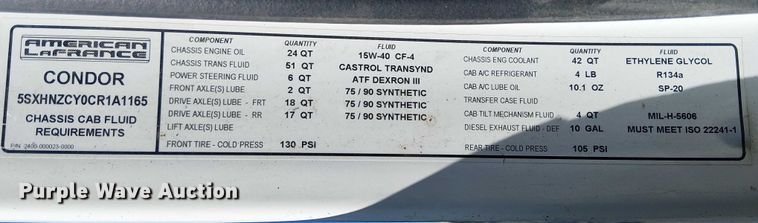 AMERICAN
LaFRANCE
CONDOR
5SXHNZCY0CR1A1165
CHASSIS CAB FLUID
REQUIREMENTS
P/N 2400-000023-0000
COMPONENT QUANTITY FLUID
CHASSIS ENGINE OIL 24 QT 15W-40 CF-4
CHASSIS TRANS FLUID 51 QT CASTROL TRANSYND
POWER STEERING FLUID 6 QT ATF DEXRON III
FRONT AXLE(S) LUBE 2 QT 75 / 90 SYNTHETIC
DRIVE AXLE(S) LUBE - FRT 18 QT 75 / 90 SYNTHETIC
DRIVE AXLE(S) LUBE - RR 17 QT 75 / 90 SYNTHETIC
LIFT AXLE(S) LUBE
FRONT TIRE - COLD PRESS 130 PSI
COMPONENT QUANTITY FLUID
CHASSIS ENG COOLANT 42 QT ETHYLENE GLYCOL
CAB A/C REFRIGERANT 4 LB R134a
CAB A/C LUBE OIL 10.1 OZ SP-20
TRANSFER CASE FLUID
CAB TILT MECHANISM FLUID 4 QT MIL-H-5606
DIESEL EXHAUST FLUID - DEF 10 GAL MUST MEET ISO 22241-1
REAR TIRE - COLD PRESS 105 PSI
Purple Wave Auction